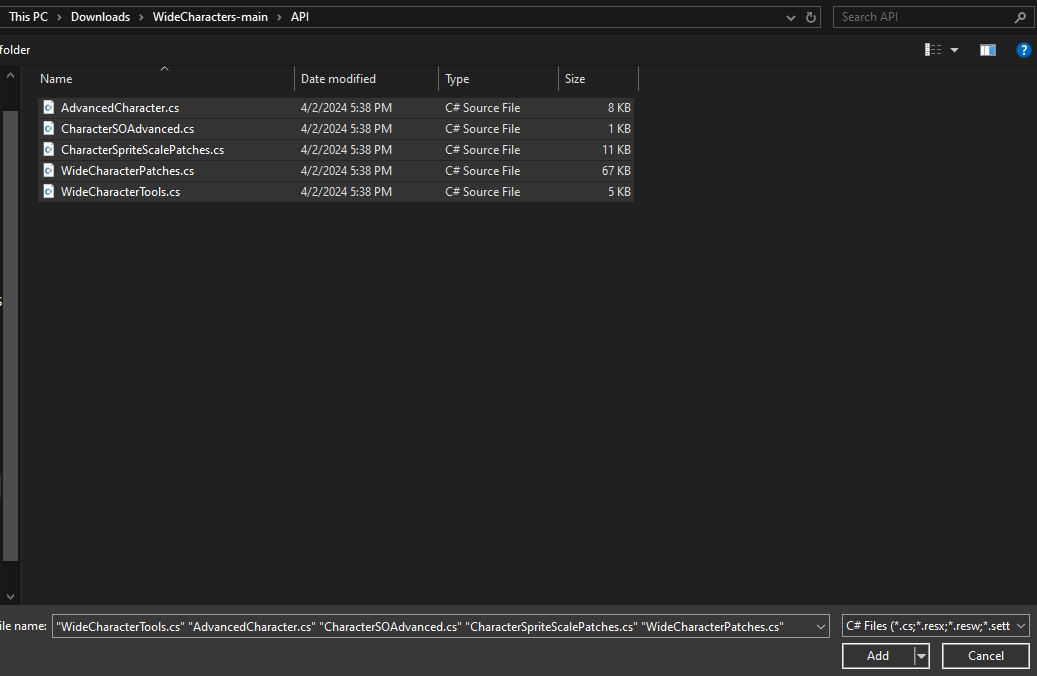 This PC > Downloads > WideCharacters-main > API
Search API
folder
?
Name Date modified Type Size
AdvancedCharacter.cs 4/2/2024 5:38 PM C# Source File 8 KB
CharacterSOAdvanced.cs 4/2/2024 5:38 PM C# Source File 1 KB
CharacterSpriteScalePatches.cs 4/2/2024 5:38 PM C# Source File 11 KB
WideCharacterPatches.cs 4/2/2024 5:38 PM C# Source File 67 KB
WideCharacterTools.cs 4/2/2024 5:38 PM C# Source File 5 KB
ile name: "WideCharacterTools.cs" "AdvancedCharacter.cs" "CharacterSOAdvanced.cs" "CharacterSpriteScalePatches.cs" "WideCharacterPatches.cs" C# Files (*.cs;*.resx;*.resw;*.sett
Add Cancel